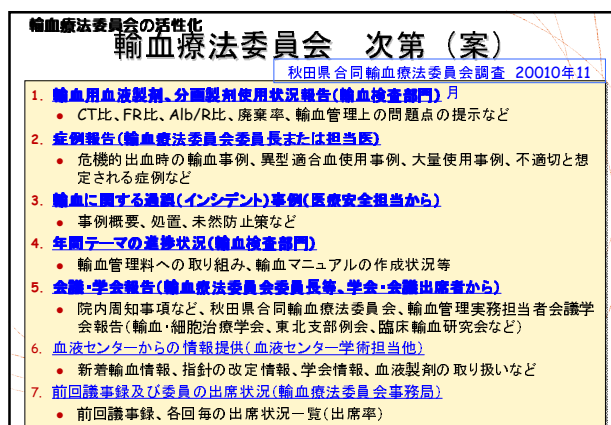 輸血療法委員会の活性化
輸血療法委員会　次第（案）
秋田県合同輸血療法委員会調査 20010年11
月
1. 輸血用血液製剤、分画製剤使用状況報告(輸血検査部門)
• CT比、FR比、Alb/R比、廃棄率、輸血管理上の問題点の提示など
2. 症例報告(輸血療法委員会委員長または担当医)
• 危機的出血時の輸血事例、異型適合血使用事例、大量使用事例、不適切と想
定される症例など
3. 輸血に関する過誤(インシデント)事例(医療安全担当から)
• 事例概要、処置、未然防止策など
4. 年間テーマの進捗状況(輸血検査部門)
• 輸血管理料への取り組み、輸血マニュアルの作成状況等
5. 会議・学会報告(輸血療法委員会委員長等、学会・会議出席者から)
• 院内周知事項など、秋田県合同輸血療法委員会、輸血管理実務担当者会議学
会報告(輸血・細胞治療学会、東北支部例会、臨床輸血研究会など)
6. 血液センターからの情報提供(血液センター学術担当他)
• 新着輸血情報、指針の改定情報、学会情報、血液製剤の取り扱いなど
7. 前回議事録及び委員の出席状況(輸血療法委員会事務局)
• 前回議事録、各回毎の出席状況一覧(出席率)